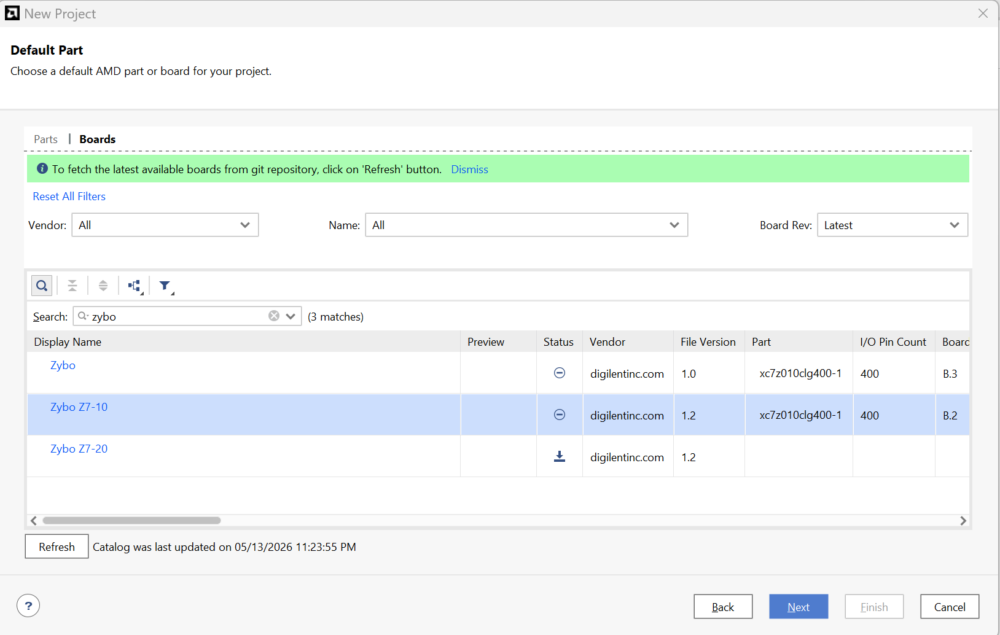 New Project
Default Part
Choose a default AMD part or board for your project.
Parts | Boards
To fetch the latest available boards from git repository, click on 'Refresh' button. Dismiss
Reset All Filters
Vendor: All Name: All Board Rev: Latest
Search: zybo (3 matches)
Display Name Preview Status Vendor File Version Part I/O Pin Count Board
Zybo digilentinc.com 1.0 xc7z010clg400-1 400 B.3
Zybo Z7-10 digilentinc.com 1.2 xc7z010clg400-1 400 B.2
Zybo Z7-20 digilentinc.com 1.2
Refresh Catalog was last updated on 05/13/2026 11:23:55 PM
? Back Next Finish Cancel